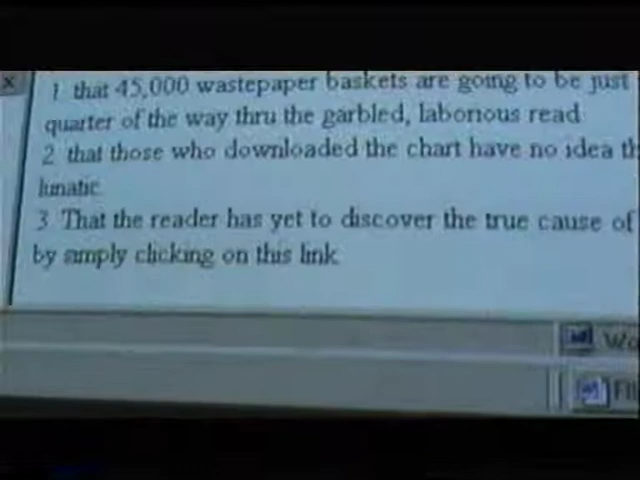 1 that 45,000 wastepaper baskets are going to be just
quarter of the way thru the garbled, laborious read
2 that those who downloaded the chart have no idea th
lunatic.
3 That the reader has yet to discover the true cause of
by simply clicking on this link.
Wo